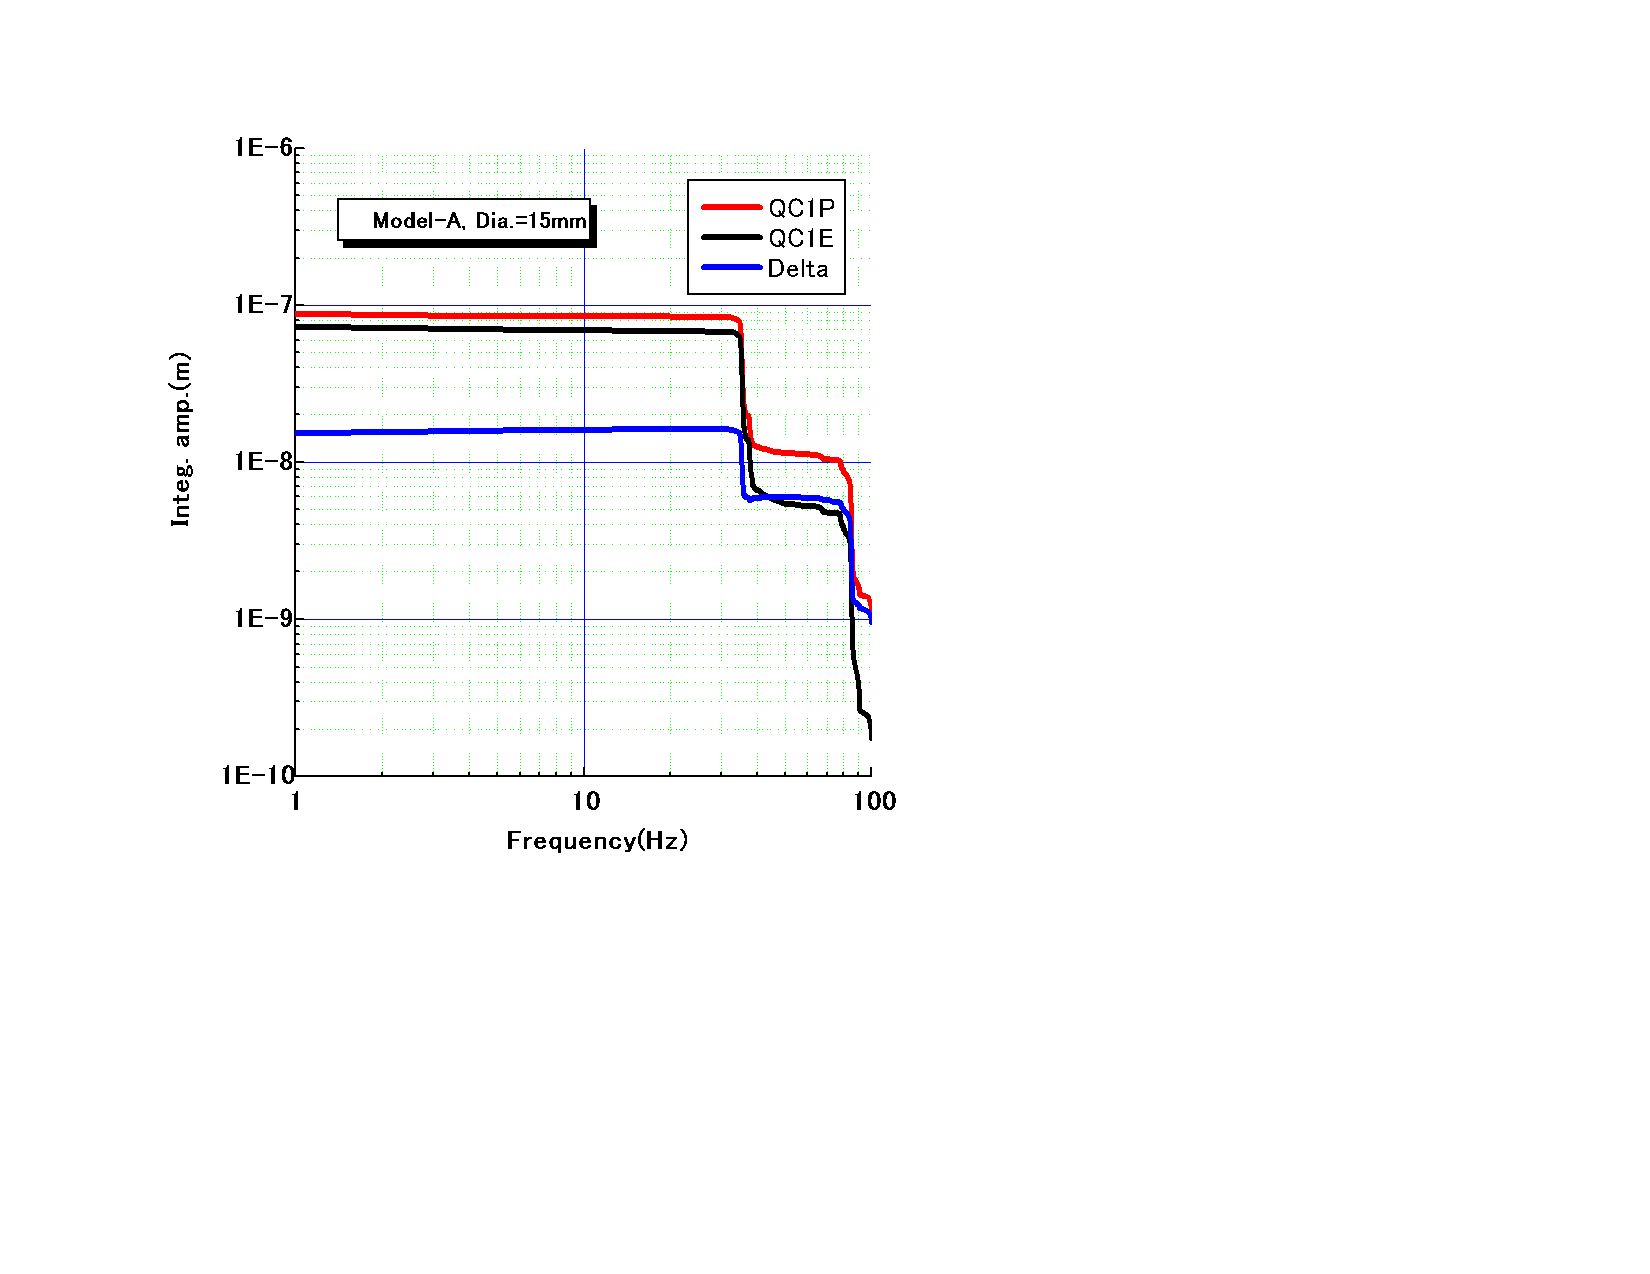 1E-6
Model-A, Dia.=15mm
QC1P
QC1E
Delta
1E-7
Integ. amp.(m)
1E-8
1E-9
1E-10
1
10
100
Frequency(Hz)